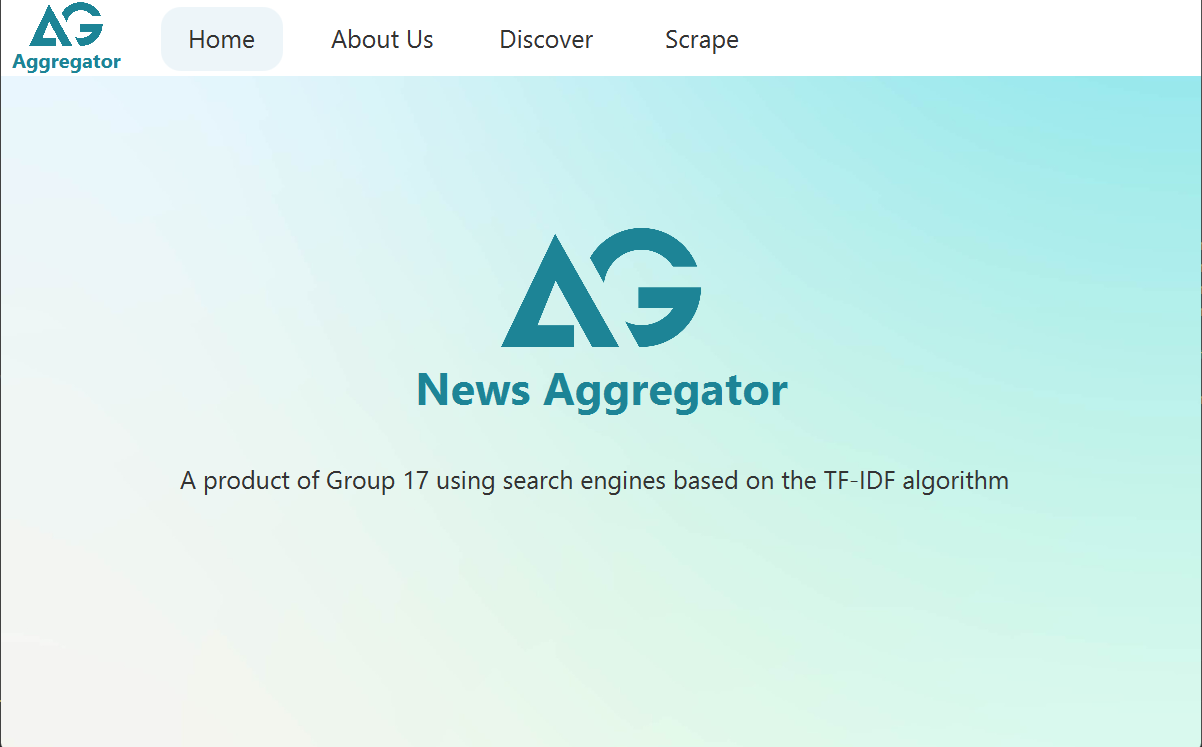 AG
Aggregator
Home
About Us
Discover
Scrape
AG
News Aggregator
A product of Group 17 using search engines based on the TF-IDF algorithm